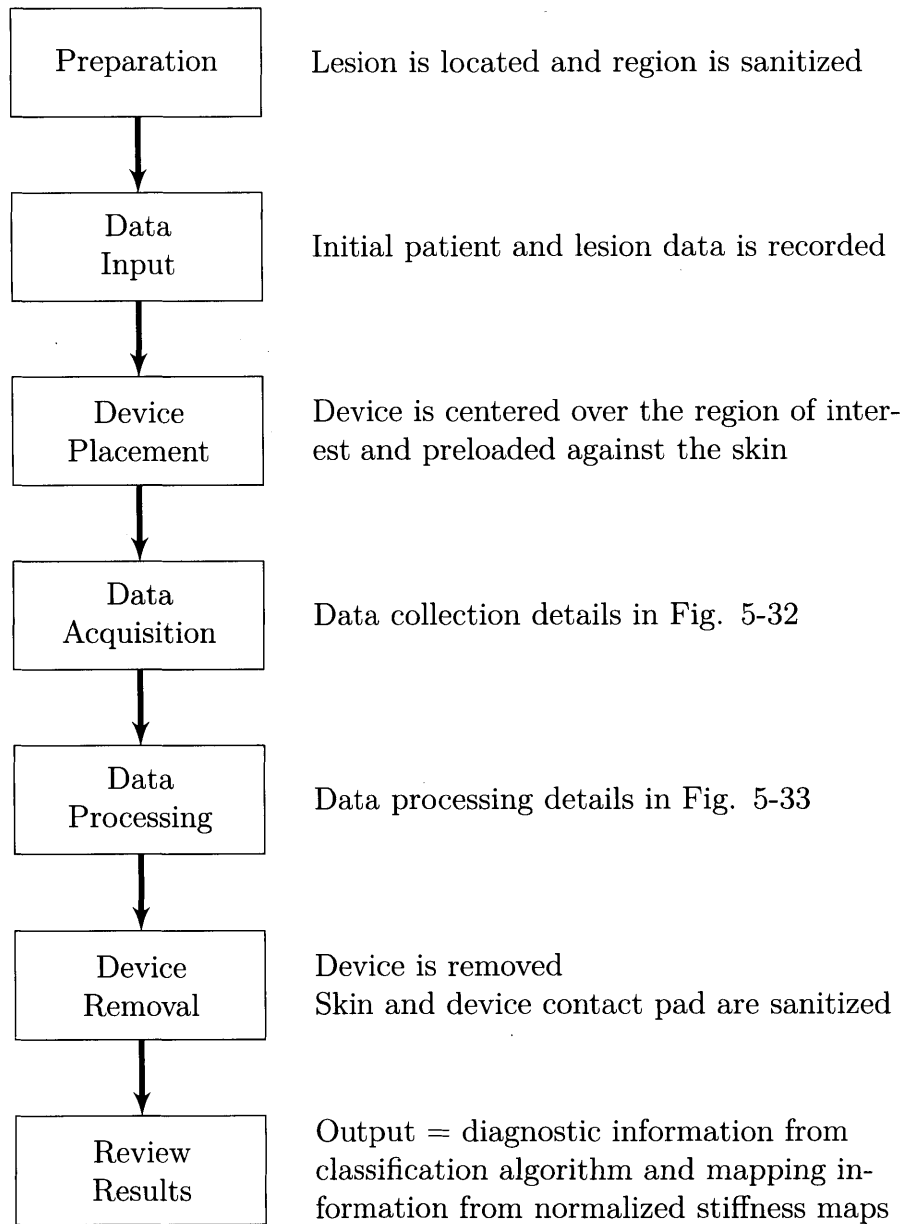 Preparation
Lesion is located and region is sanitized
Data
Input
Initial patient and lesion data is recorded
Device
Placement
Device is centered over the region of inter-
est and preloaded against the skin
Data
Acquisition
Data collection details in Fig. 5-32
Data
Processing
Data processing details in Fig. 5-33
Device
Removal
Device is removed
Skin and device contact pad are sanitized
Review
Results
Output = diagnostic information from
classification algorithm and mapping in-
formation from normalized stiffness maps